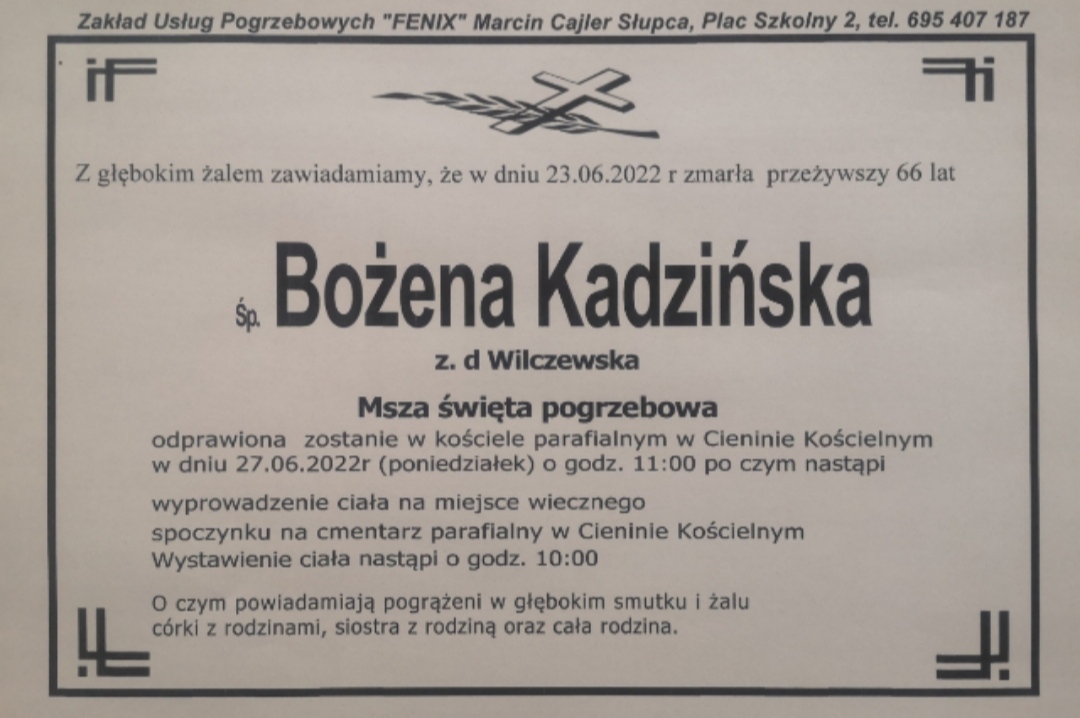 Zakład Usług Pogrzebowych "FENIX" Marcin Cajler Słupca, Plac Szkolny 2, tel. 695 407 187
Z głębokim żalem zawiadamiamy, że w dniu 23.06.2022 r zmarła przeżywszy 66 lat
Śp. Bożena Kadzińska
z. d Wilczewska
Msza święta pogrzebowa
odprawiona zostanie w kościele parafialnym w Cieninie Kościelnym
w dniu 27.06.2022r (poniedziałek) o godz. 11:00 po czym nastąpi
wyprowadzenie ciała na miejsce wiecznego
spoczynku na cmentarz parafialny w Cieninie Kościelnym
Wystawienie ciała nastąpi o godz. 10:00
O czym powiadamiają pogrążeni w głębokim smutku i żalu
córki z rodzinami, siostra z rodziną oraz cała rodzina.